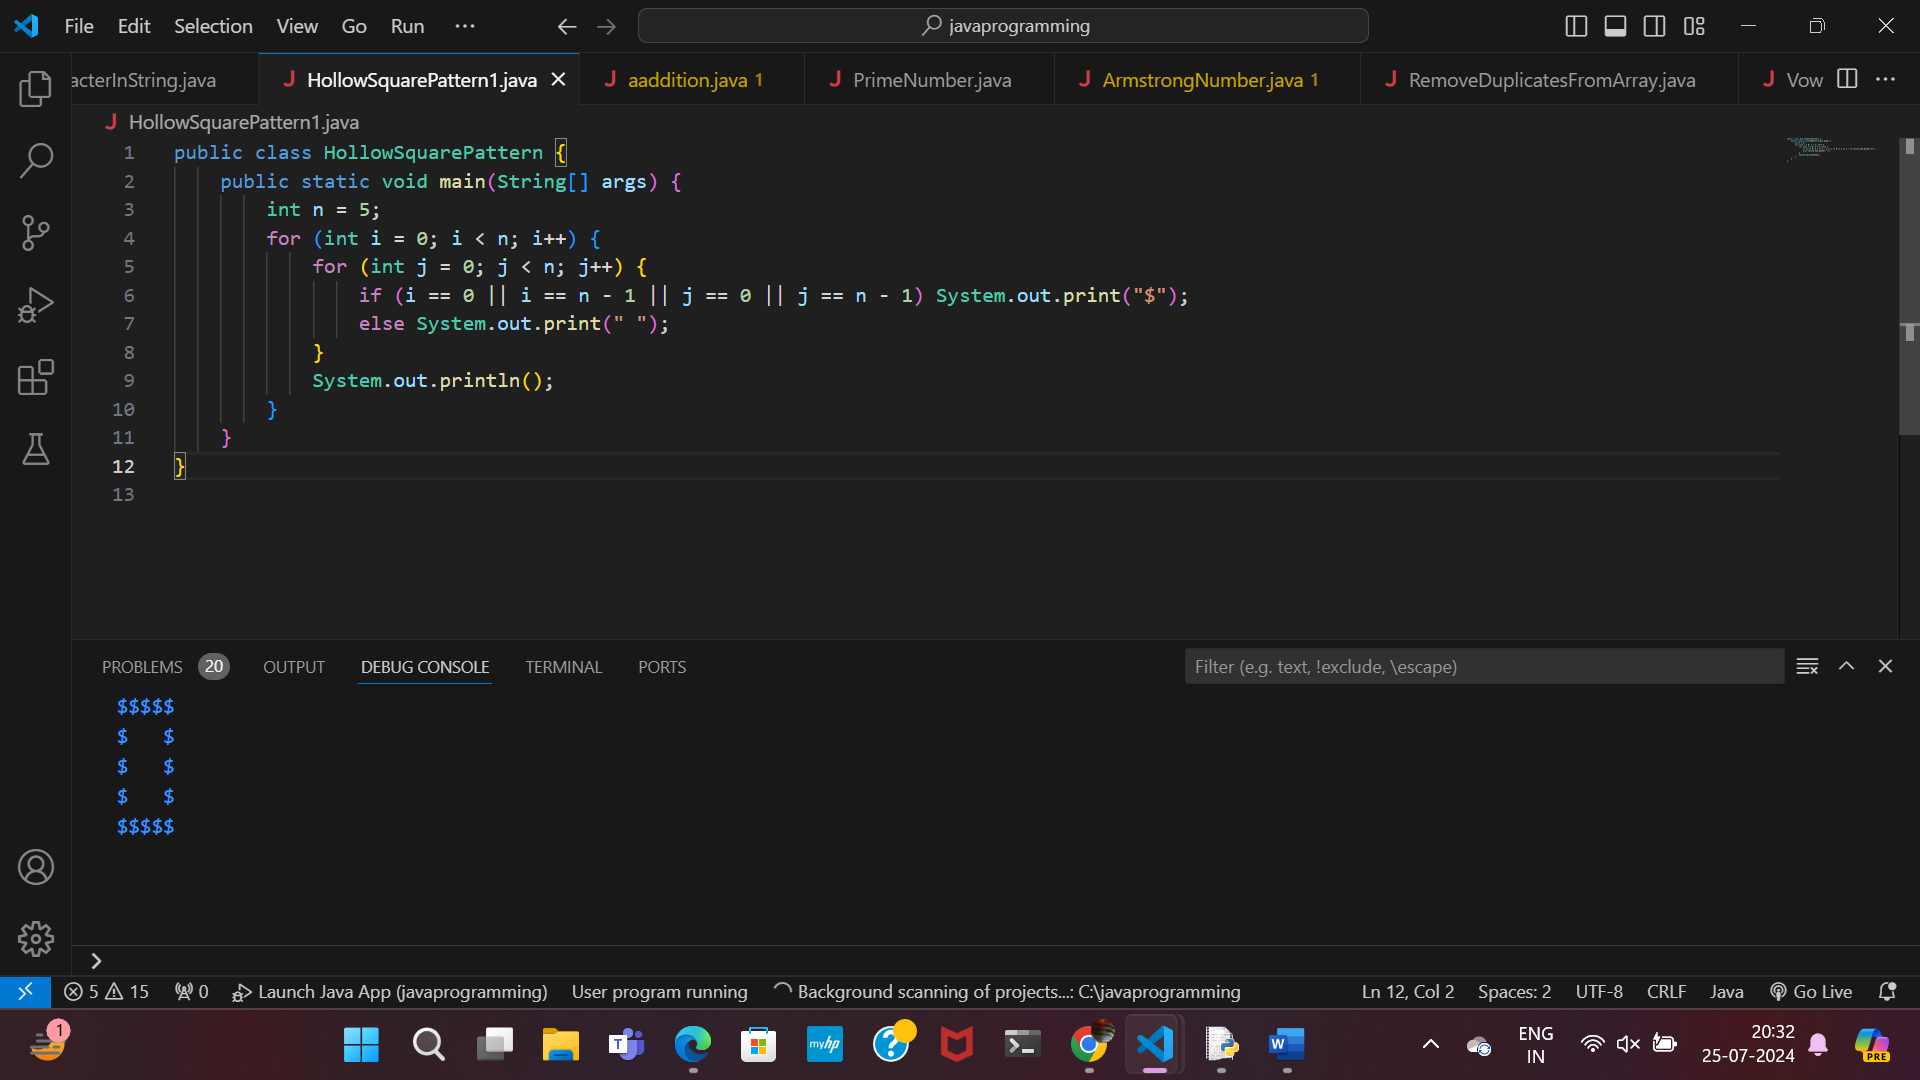 File Edit Selection View Go Run ··· javaprogramming
acterInString.java HollowSquarePattern1.java aaddition.java 1 PrimeNumber.java ArmstrongNumber.java 1 RemoveDuplicatesFromArray.java Vow
HollowSquarePattern1.java
1 public class HollowSquarePattern {
2 public static void main(String[] args) {
3 int n = 5;
4 for (int i = 0; i < n; i++) {
5 for (int j = 0; j < n; j++) {
6 if (i == 0 || i == n - 1 || j == 0 || j == n - 1) System.out.print("$");
7 else System.out.print(" ");
8 }
9 System.out.println();
10 }
11 }
12 }
13
PROBLEMS 20 OUTPUT DEBUG CONSOLE TERMINAL PORTS Filter (e.g. text, !exclude, \escape)
$$$$$
$   $
$   $
$   $
$$$$$
5 15 0 Launch Java App (javaprogramming) User program running Background scanning of projects...: C:\javaprogramming Ln 12, Col 2 Spaces: 2 UTF-8 CRLF Java Go Live
1 T myhp ? W ENG 20:32
IN 25-07-2024 PRE